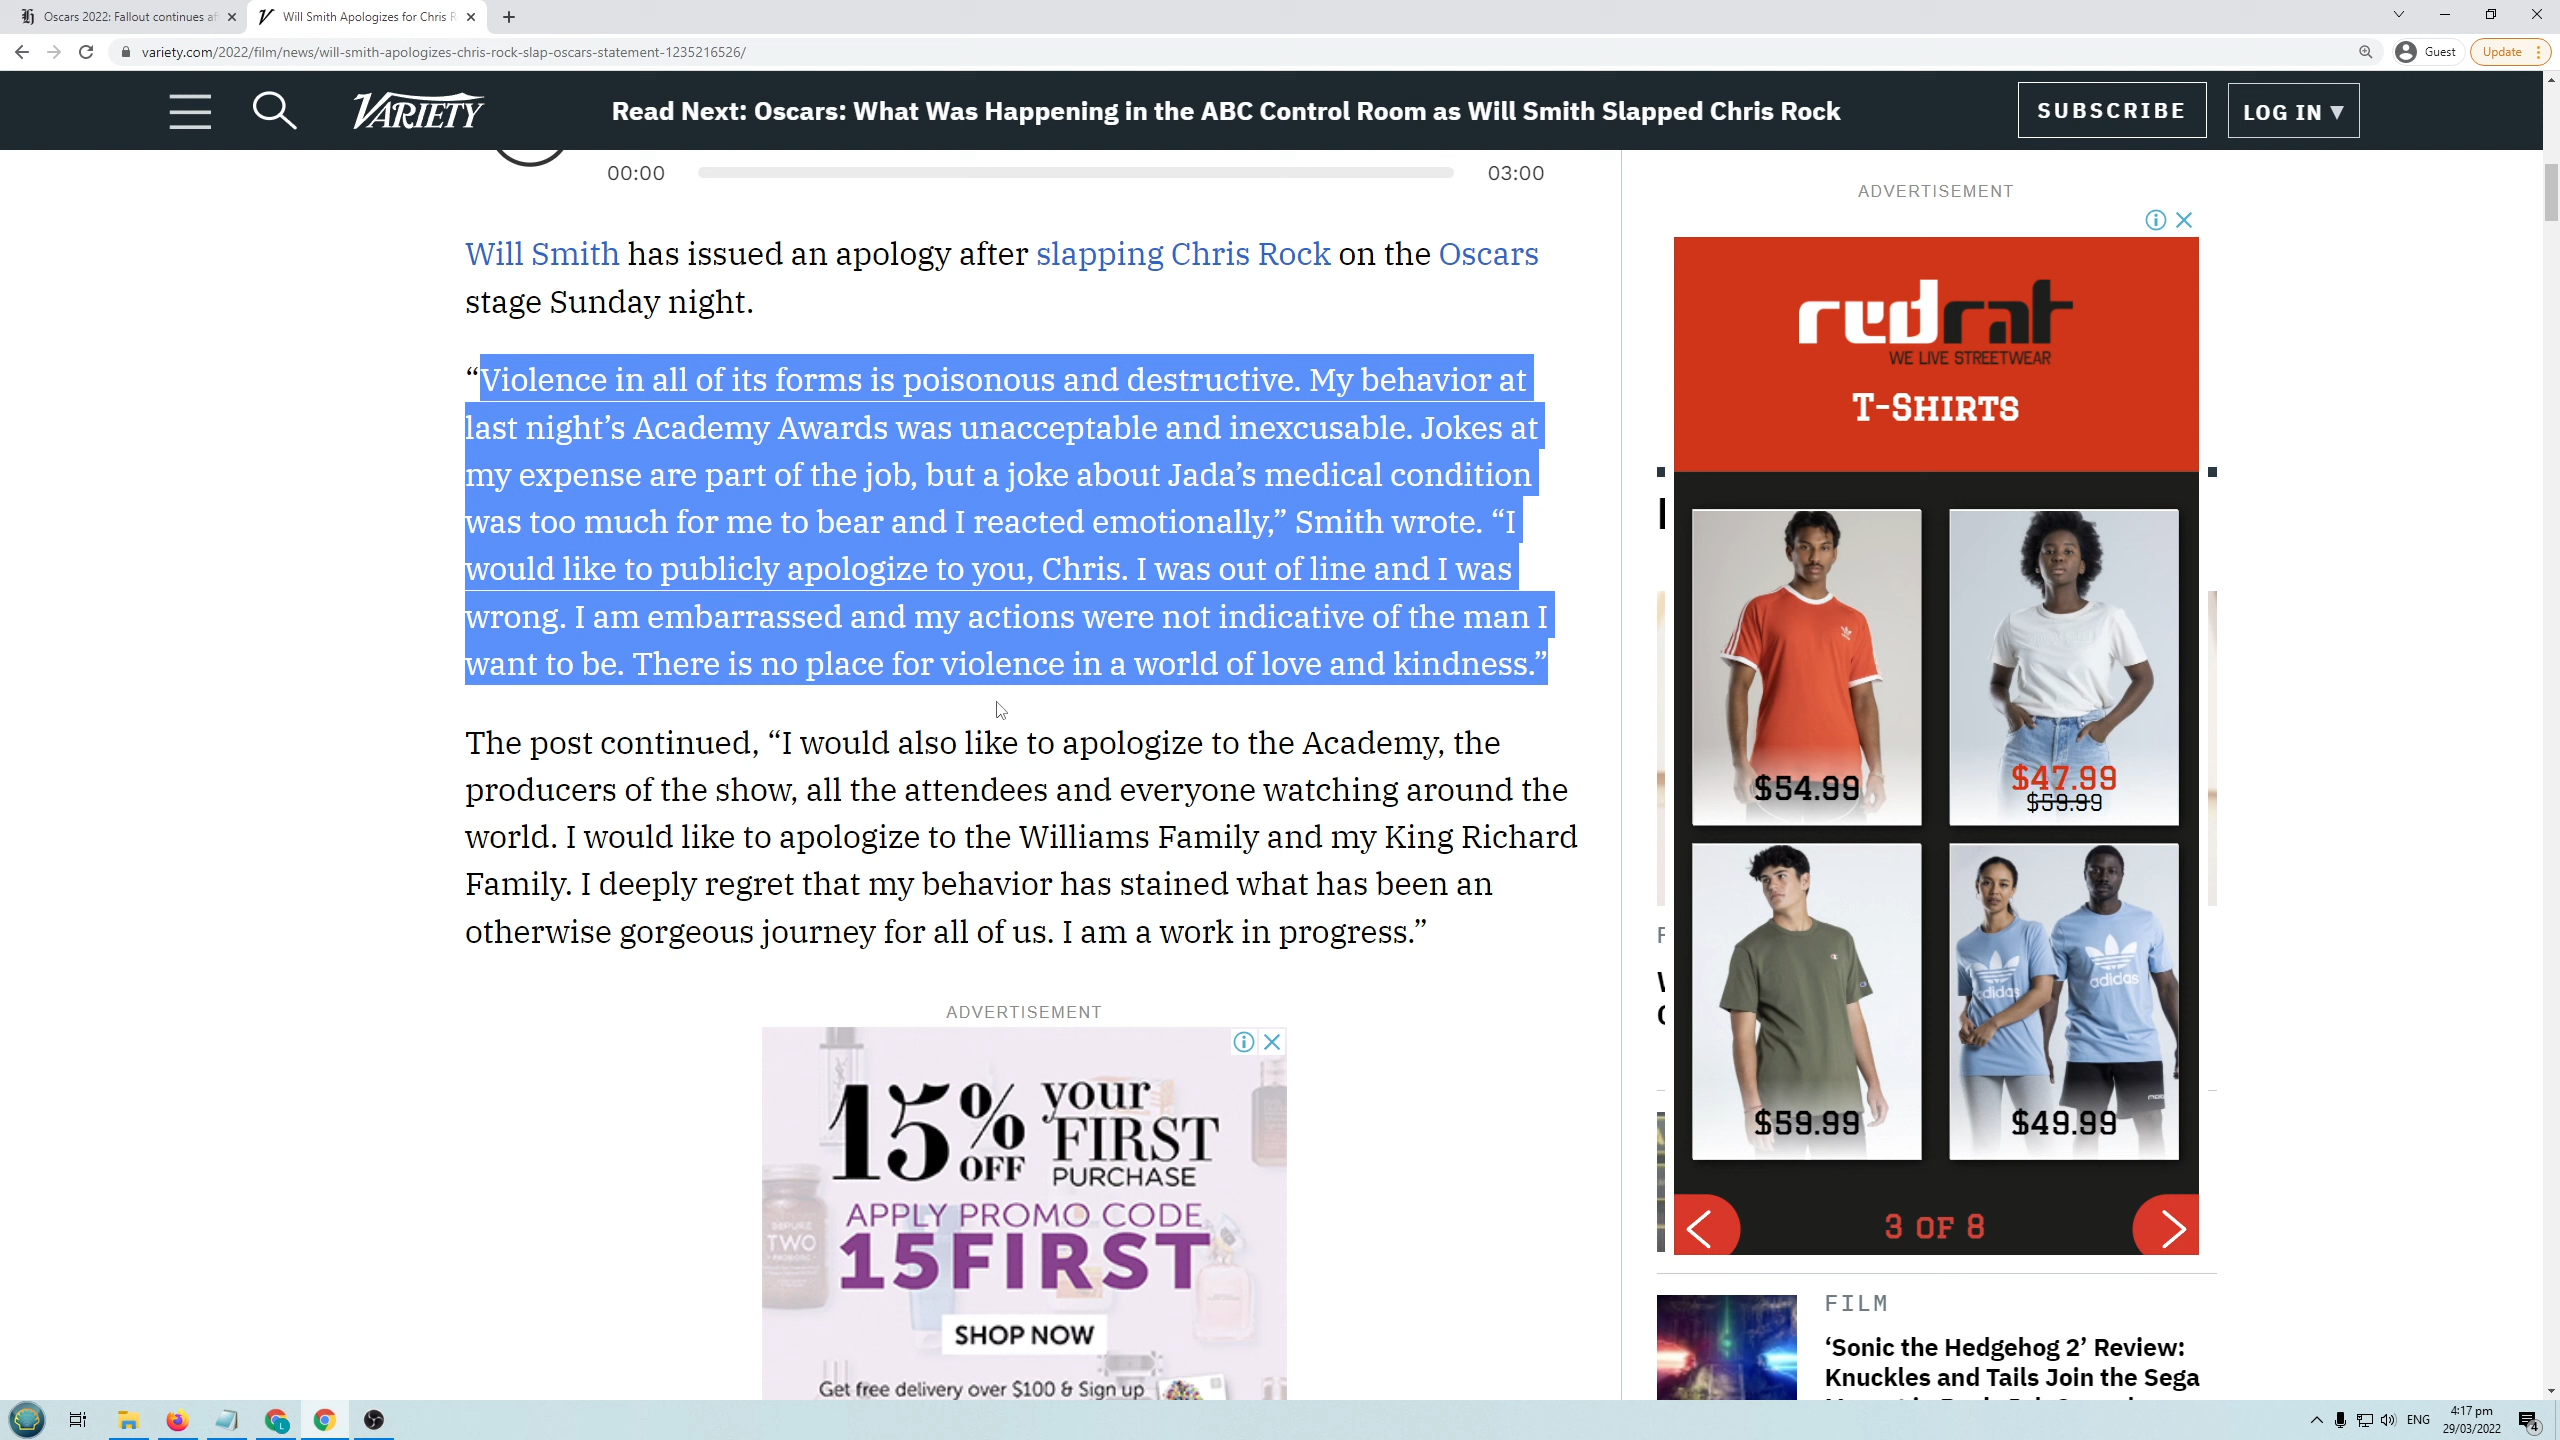 Oscars 2022: Fallout continues af
Will Smith Apologizes for Chris R
variety.com/2022/film/news/will-smith-apologizes-chris-rock-slap-oscars-statement-1235216526/
Guest
Update
VARIETY
Read Next: Oscars: What Was Happening in the ABC Control Room as Will Smith Slapped Chris Rock
SUBSCRIBE
LOG IN ▼
00:00
03:00
Will Smith has issued an apology after slapping Chris Rock on the Oscars
stage Sunday night.
“Violence in all of its forms is poisonous and destructive. My behavior at
last night’s Academy Awards was unacceptable and inexcusable. Jokes at
my expense are part of the job, but a joke about Jada’s medical condition
was too much for me to bear and I reacted emotionally,” Smith wrote. “I
would like to publicly apologize to you, Chris. I was out of line and I was
wrong. I am embarrassed and my actions were not indicative of the man I
want to be. There is no place for violence in a world of love and kindness.”
The post continued, “I would also like to apologize to the Academy, the
producers of the show, all the attendees and everyone watching around the
world. I would like to apologize to the Williams Family and my King Richard
Family. I deeply regret that my behavior has stained what has been an
otherwise gorgeous journey for all of us. I am a work in progress.”
ADVERTISEMENT
15% OFF your FIRST PURCHASE
APPLY PROMO CODE
15FIRST
SHOP NOW
Get free delivery over $100 & Sign up
ADVERTISEMENT
redrat
WE LIVE STREETWEAR
T-SHIRTS
$54.99
$47.99
$59.99
adidas
adidas
$59.99
$49.99
3 OF 8
FILM
‘Sonic the Hedgehog 2’ Review:
Knuckles and Tails Join the Sega
ENG
4:17 pm
29/03/2022
4